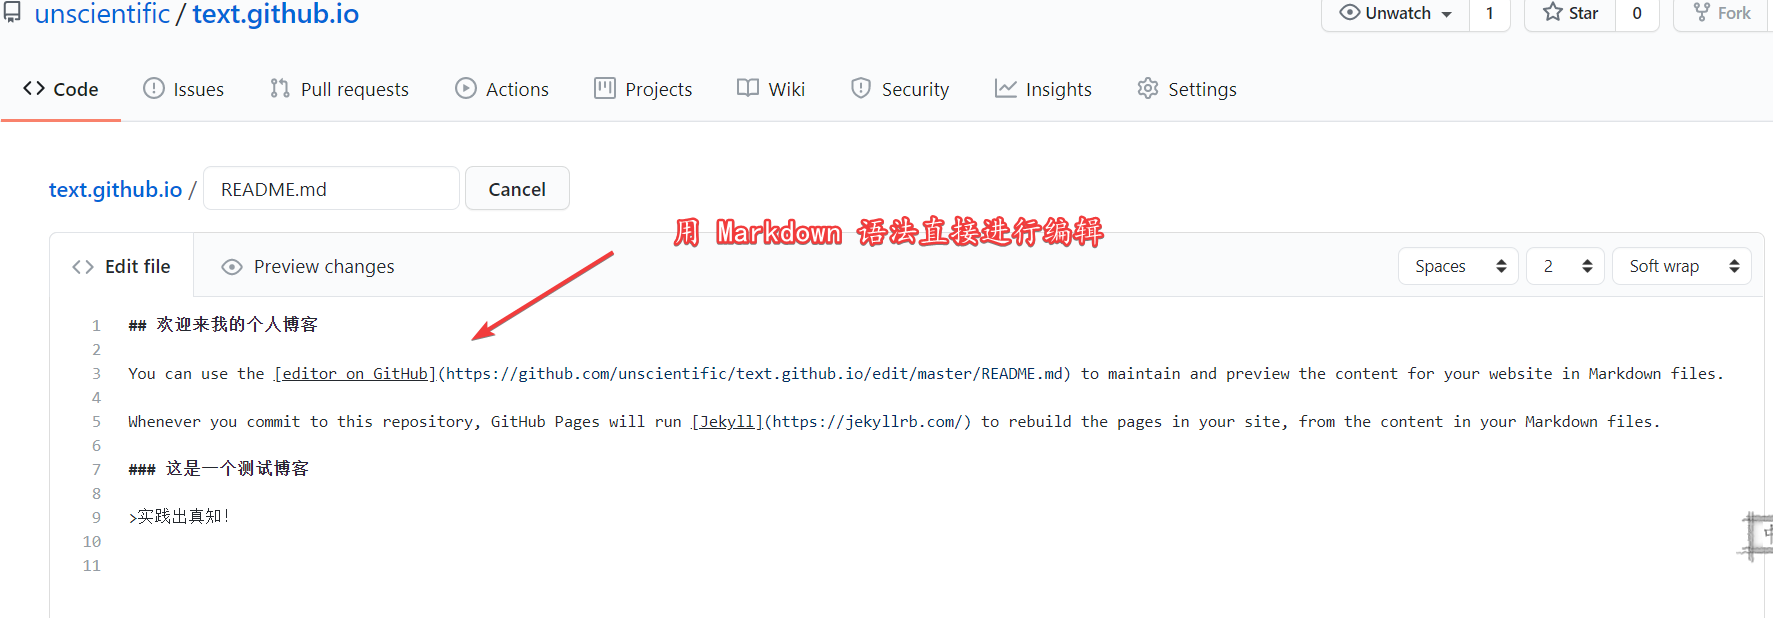 unscientific / text.github.io
Unwatch 1 Star 0 Fork
Code Issues Pull requests Actions Projects Wiki Security Insights Settings
text.github.io / README.md Cancel
用 Markdown 语法直接进行编辑
Edit file Preview changes Spaces 2 Soft wrap
1 ## 欢迎来我的个人博客
2
3 You can use the [editor on GitHub](https://github.com/unscientific/text.github.io/edit/master/README.md) to maintain and preview the content for your website in Markdown files.
4
5 Whenever you commit to this repository, GitHub Pages will run [Jekyll](https://jekyllrb.com/) to rebuild the pages in your site, from the content in your Markdown files.
6
7 ### 这是一个测试博客
8
9 >实践出真知!
10
11